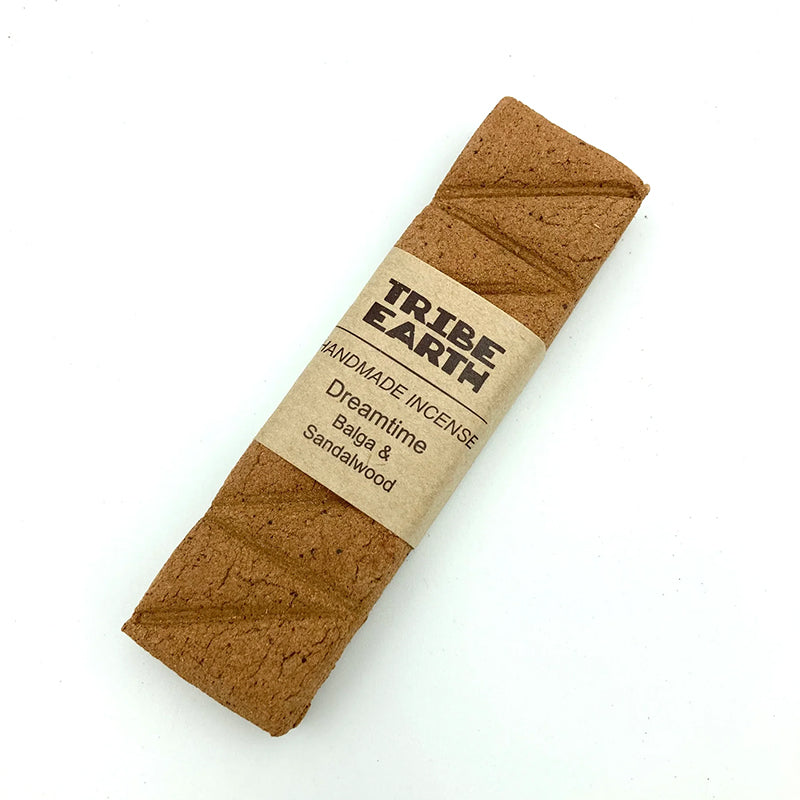 TRIBE
EARTH
HANDMADE INCENSE
Dreamtime
Balga &
Sandalwood